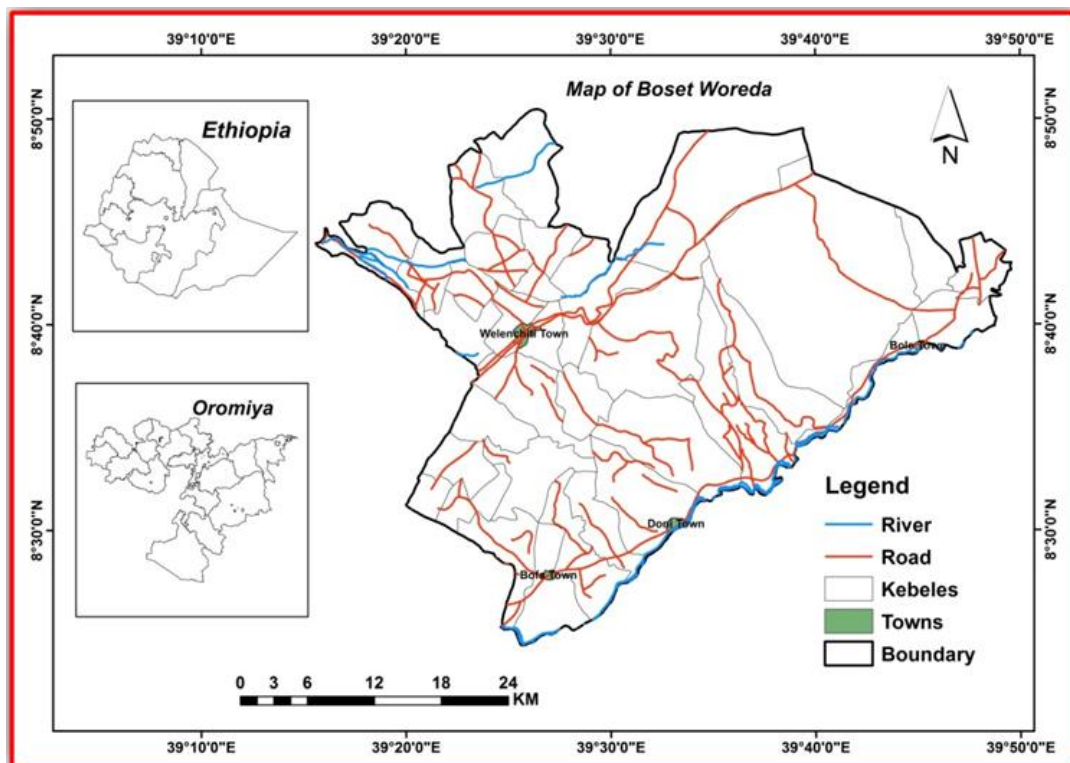 39°10'0"E 39°20'0"E 39°30'0"E 39°40'0"E 39°50'0"E
Map of Boset Woreda
Ethiopia
N
8°50'0"N 8°50'0"N
8°40'0"N 8°40'0"N
Welenchiti Town
Bole Town
Oromiya
Legend
River
Road
Kebeles
Towns
Boundary
8°30'0"N 8°30'0"N
Doni Town
Bofa Town
0 3 6 12 18 24
KM
39°10'0"E 39°20'0"E 39°30'0"E 39°40'0"E 39°50'0"E